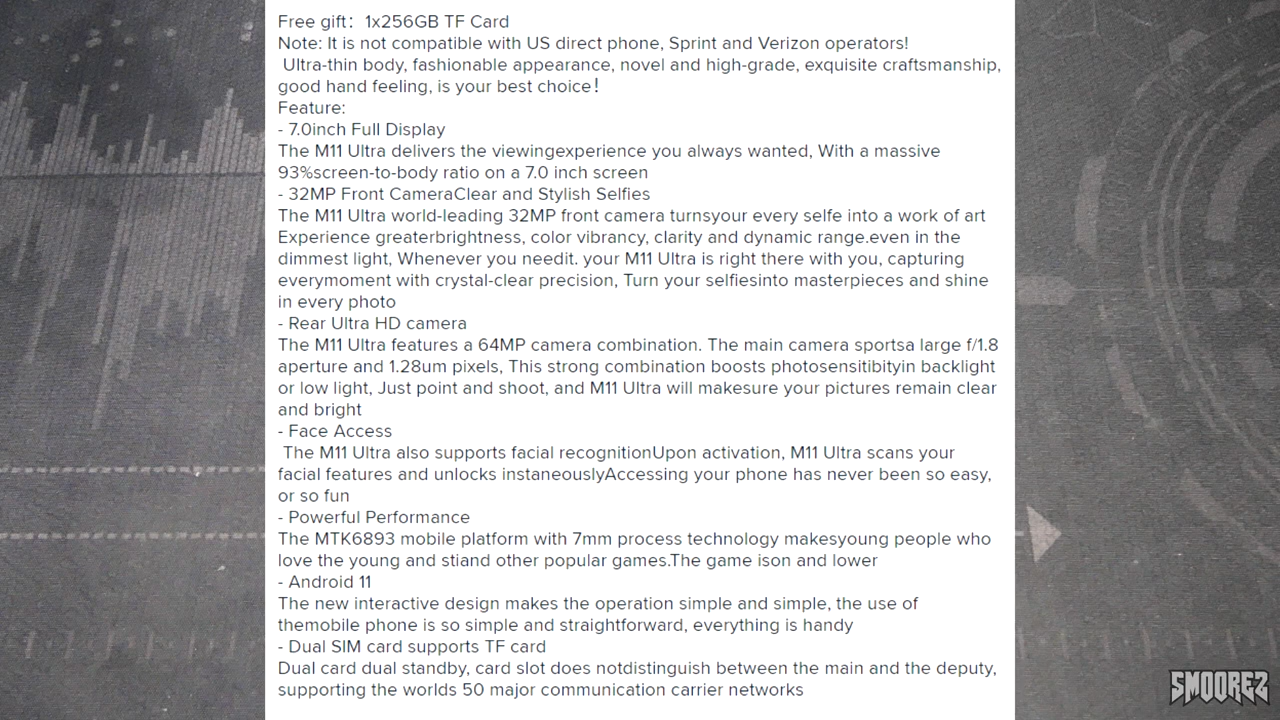 Free gift： 1x256GB TF Card
Note: It is not compatible with US direct phone, Sprint and Verizon operators!
Ultra-thin body, fashionable appearance, novel and high-grade, exquisite craftsmanship,
good hand feeling, is your best choice！
Feature:
- 7.0inch Full Display
The M11 Ultra delivers the viewingexperience you always wanted, With a massive
93%screen-to-body ratio on a 7.0 inch screen
- 32MP Front CameraClear and Stylish Selfies
The M11 Ultra world-leading 32MP front camera turnsyour every selfe into a work of art
Experience greaterbrightness, color vibrancy, clarity and dynamic range.even in the
dimmest light, Whenever you needit. your M11 Ultra is right there with you, capturing
everymoment with crystal-clear precision, Turn your selfiesinto masterpieces and shine
in every photo
- Rear Ultra HD camera
The M11 Ultra features a 64MP camera combination. The main camera sportsa large f/1.8
aperture and 1.28um pixels, This strong combination boosts photosensitibityin backlight
or low light, Just point and shoot, and M11 Ultra will makesure your pictures remain clear
and bright
- Face Access
The M11 Ultra also supports facial recognitionUpon activation, M11 Ultra scans your
facial features and unlocks instaneouslyAccessing your phone has never been so easy,
or so fun
- Powerful Performance
The MTK6893 mobile platform with 7mm process technology makesyoung people who
love the young and stiand other popular games.The game ison and lower
- Android 11
The new interactive design makes the operation simple and simple, the use of
themobile phone is so simple and straightforward, everything is handy
- Dual SIM card supports TF card
Dual card dual standby, card slot does notdistinguish between the main and the deputy,
supporting the worlds 50 major communication carrier networks
SMOOREZ